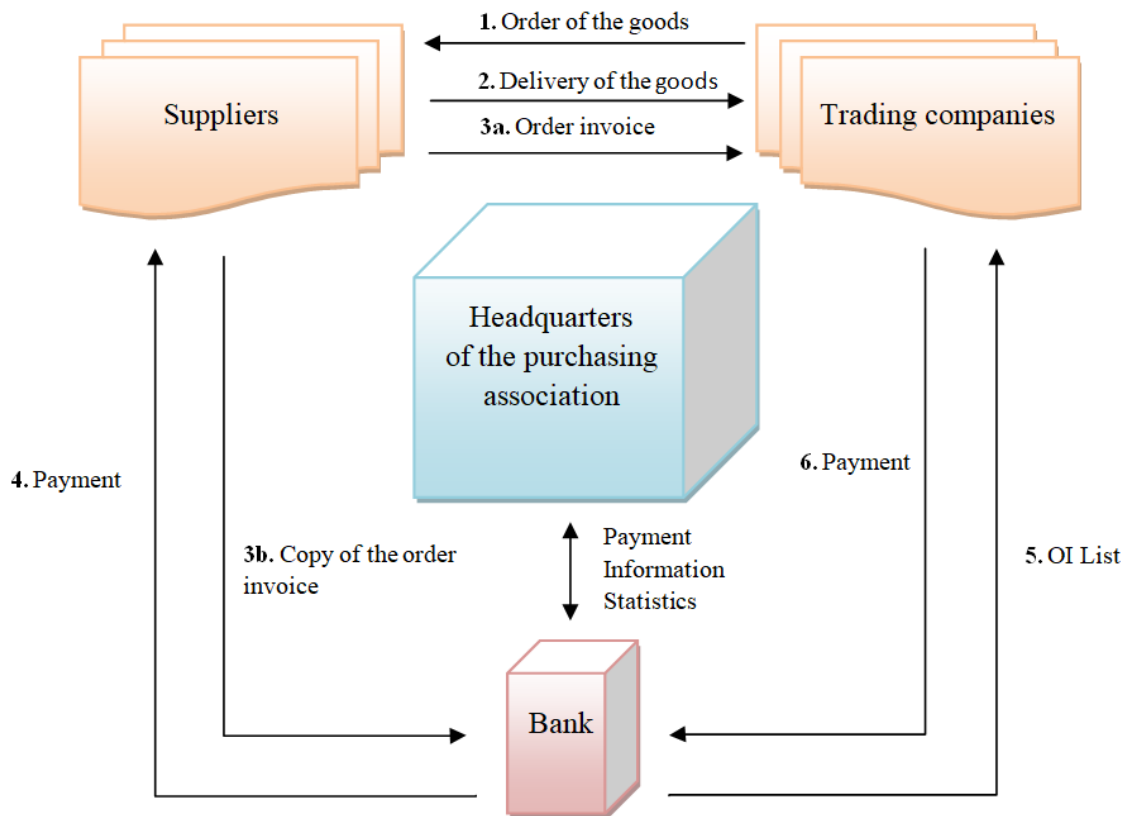 1. Order of the goods
Suppliers
2. Delivery of the goods
Trading companies
3a. Order invoice
Headquarters
of the purchasing
association
4. Payment
6. Payment
3b. Copy of the order
invoice
Payment
Information
Statistics
5. OI List
Bank